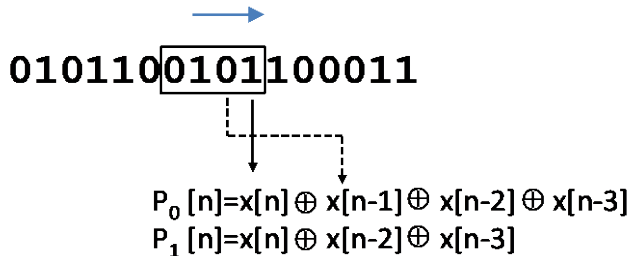 0101100101100011
P₀[n]=x[n] ⊕ x[n-1] ⊕ x[n-2] ⊕ x[n-3]
P₁[n]=x[n] ⊕ x[n-2] ⊕ x[n-3]